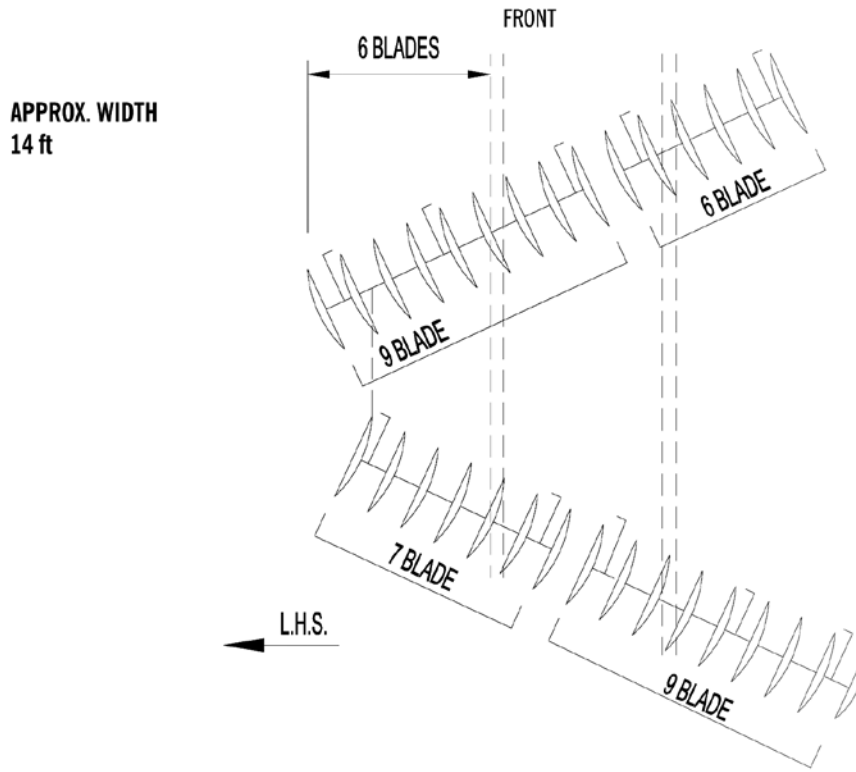 FRONT
6 BLADES
APPROX. WIDTH
14 ft
6 BLADE
9 BLADE
7 BLADE
L.H.S.
9 BLADE